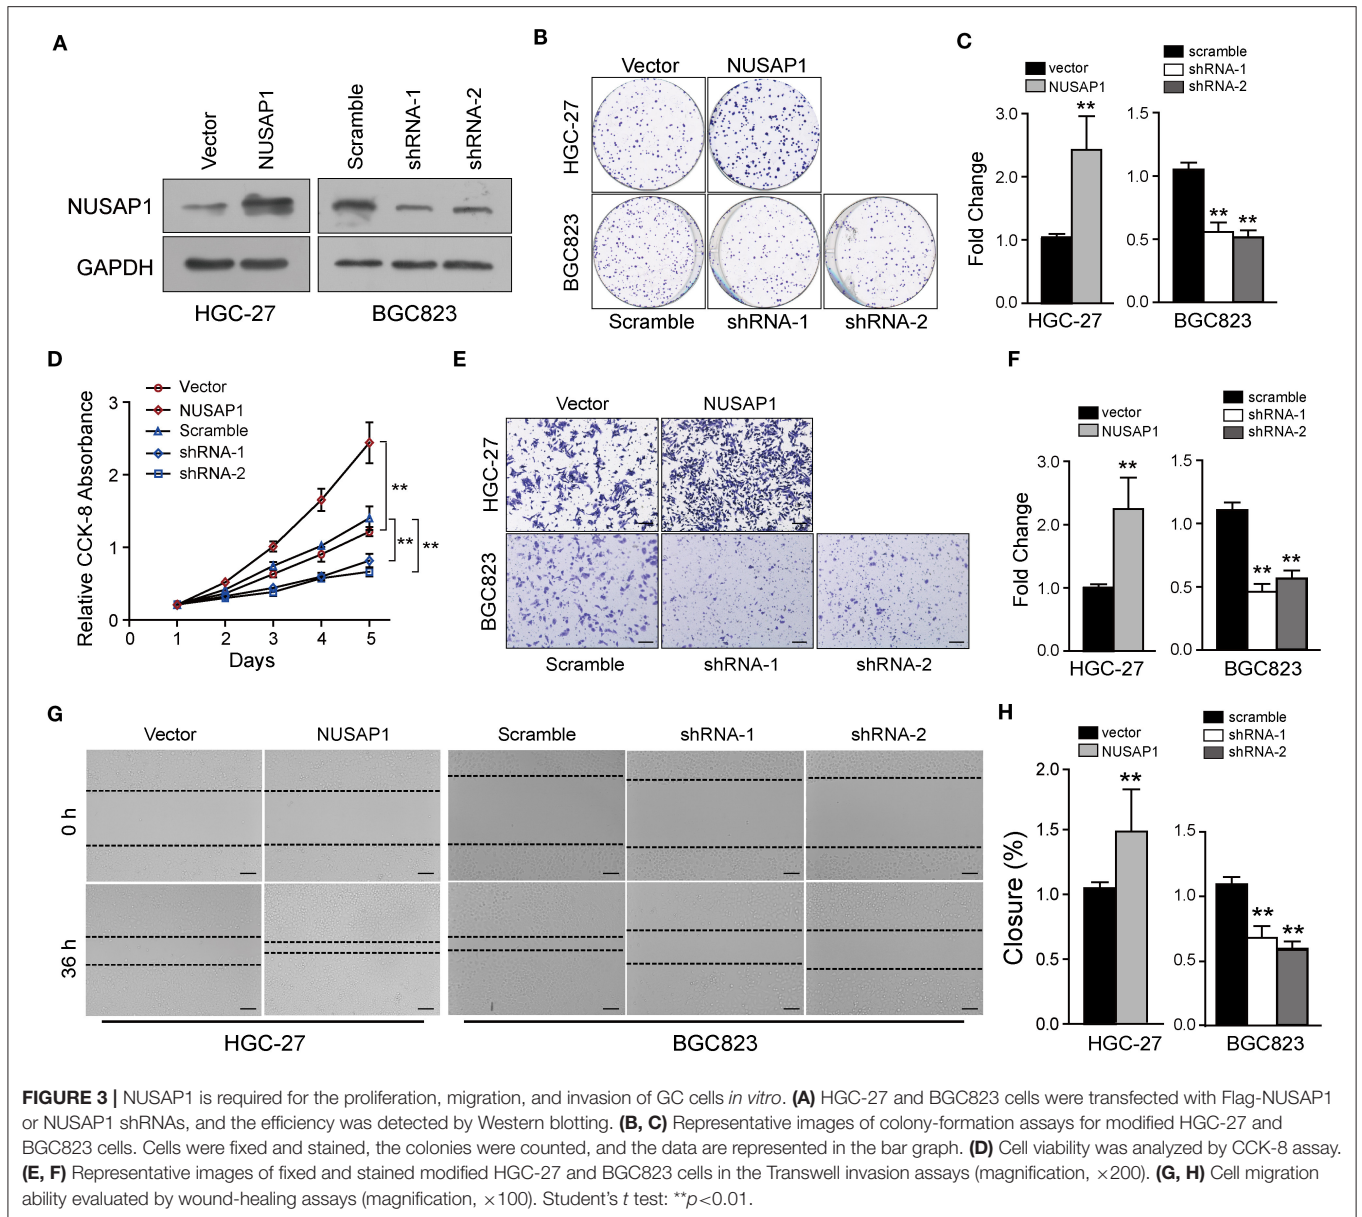 A
Vector
NUSAP1
Scramble
shRNA-1
shRNA-2
NUSAP1
GAPDH
HGC-27
BGC823
B
Vector
NUSAP1
HGC-27
BGC823
Scramble
shRNA-1
shRNA-2
C
vector
NUSAP1
scramble
shRNA-1
shRNA-2
Fold Change
3.0
2.0
1.0
0.0
**
HGC-27
1.5
1.0
0.5
0.0
**
**
BGC823
D
Vector
NUSAP1
Scramble
shRNA-1
shRNA-2
Relative CCK-8 Absorbance
3
2
1
0
0
1
2
3
4
5
Days
**
**
**
E
Vector
NUSAP1
HGC-27
BGC823
Scramble
shRNA-1
shRNA-2
F
vector
NUSAP1
scramble
shRNA-1
shRNA-2
Fold Change
3.0
2.0
1.0
0.0
**
HGC-27
1.5
1.0
0.5
0.0
**
**
BGC823
G
Vector
NUSAP1
Scramble
shRNA-1
shRNA-2
0 h
36 h
HGC-27
BGC823
H
vector
NUSAP1
scramble
shRNA-1
shRNA-2
Closure (%)
2.0
1.5
1.0
0.5
0.0
**
HGC-27
1.5
1.0
0.5
0.0
**
**
BGC823
FIGURE 3 | NUSAP1 is required for the proliferation, migration, and invasion of GC cells in vitro. (A) HGC-27 and BGC823 cells were transfected with Flag-NUSAP1
or NUSAP1 shRNAs, and the efficiency was detected by Western blotting. (B, C) Representative images of colony-formation assays for modified HGC-27 and
BGC823 cells. Cells were fixed and stained, the colonies were counted, and the data are represented in the bar graph. (D) Cell viability was analyzed by CCK-8 assay.
(E, F) Representative images of fixed and stained modified HGC-27 and BGC823 cells in the Transwell invasion assays (magnification, ×200). (G, H) Cell migration
ability evaluated by wound-healing assays (magnification, ×100). Student's t test: **p<0.01.